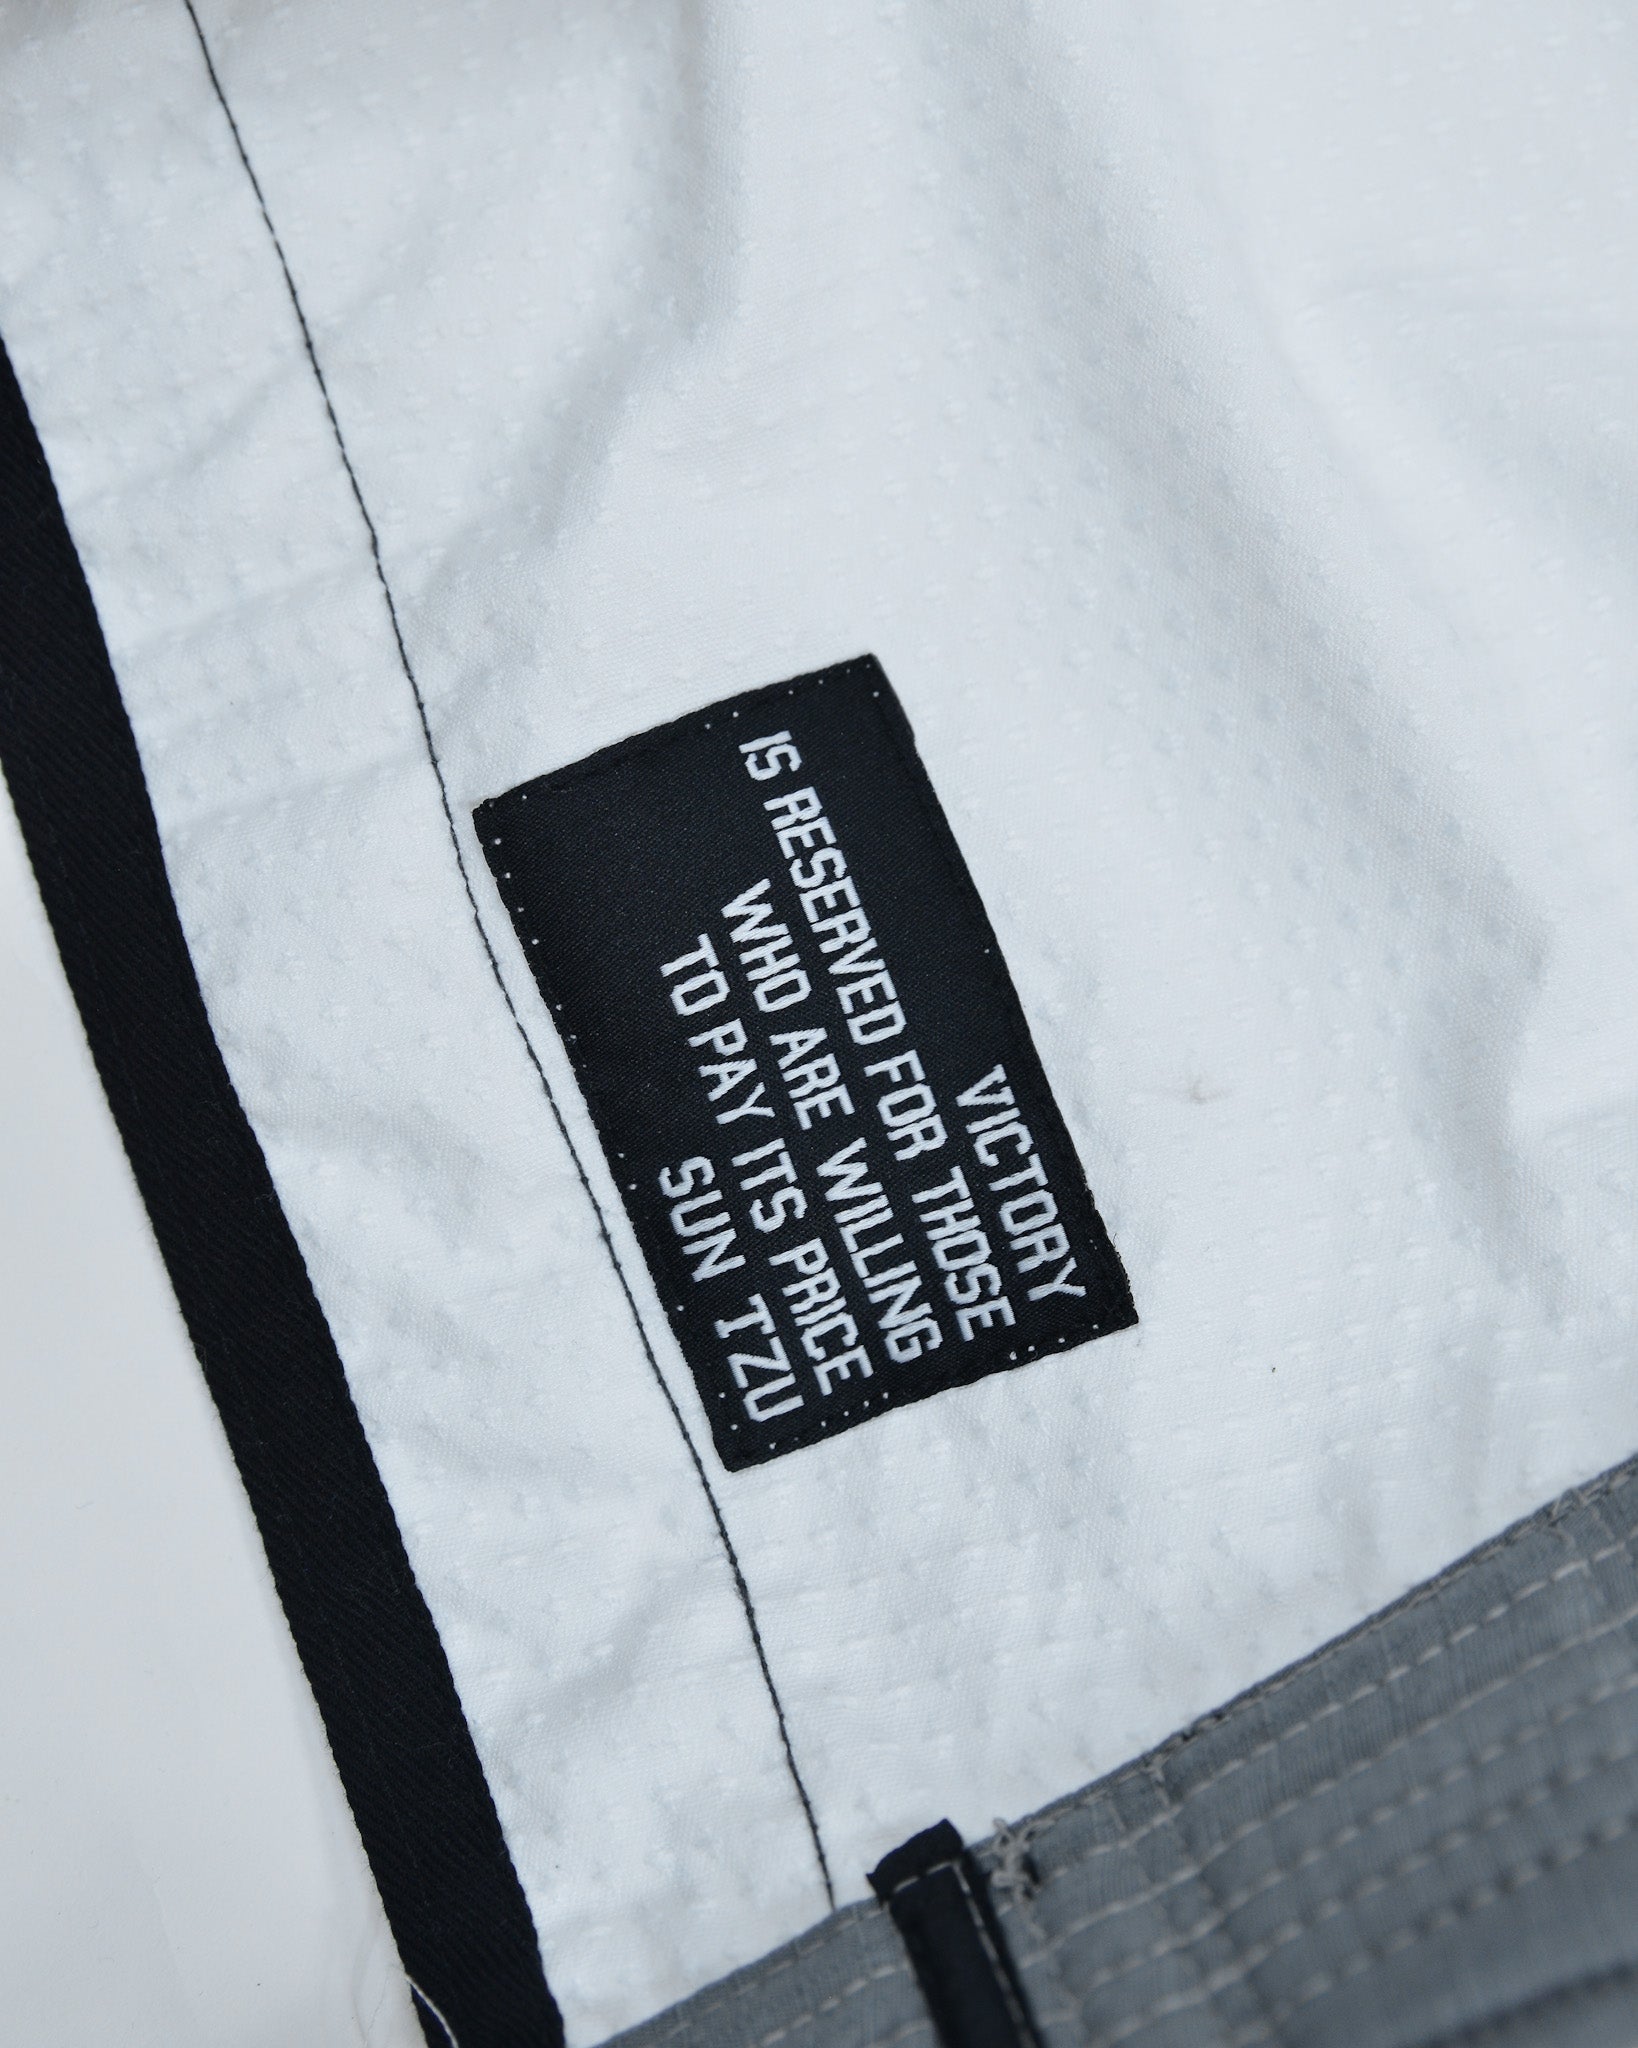 VICTORY
IS RESERVED FOR THOSE
WHO ARE WILLING
TO PAY ITS PRICE
SUN TZU